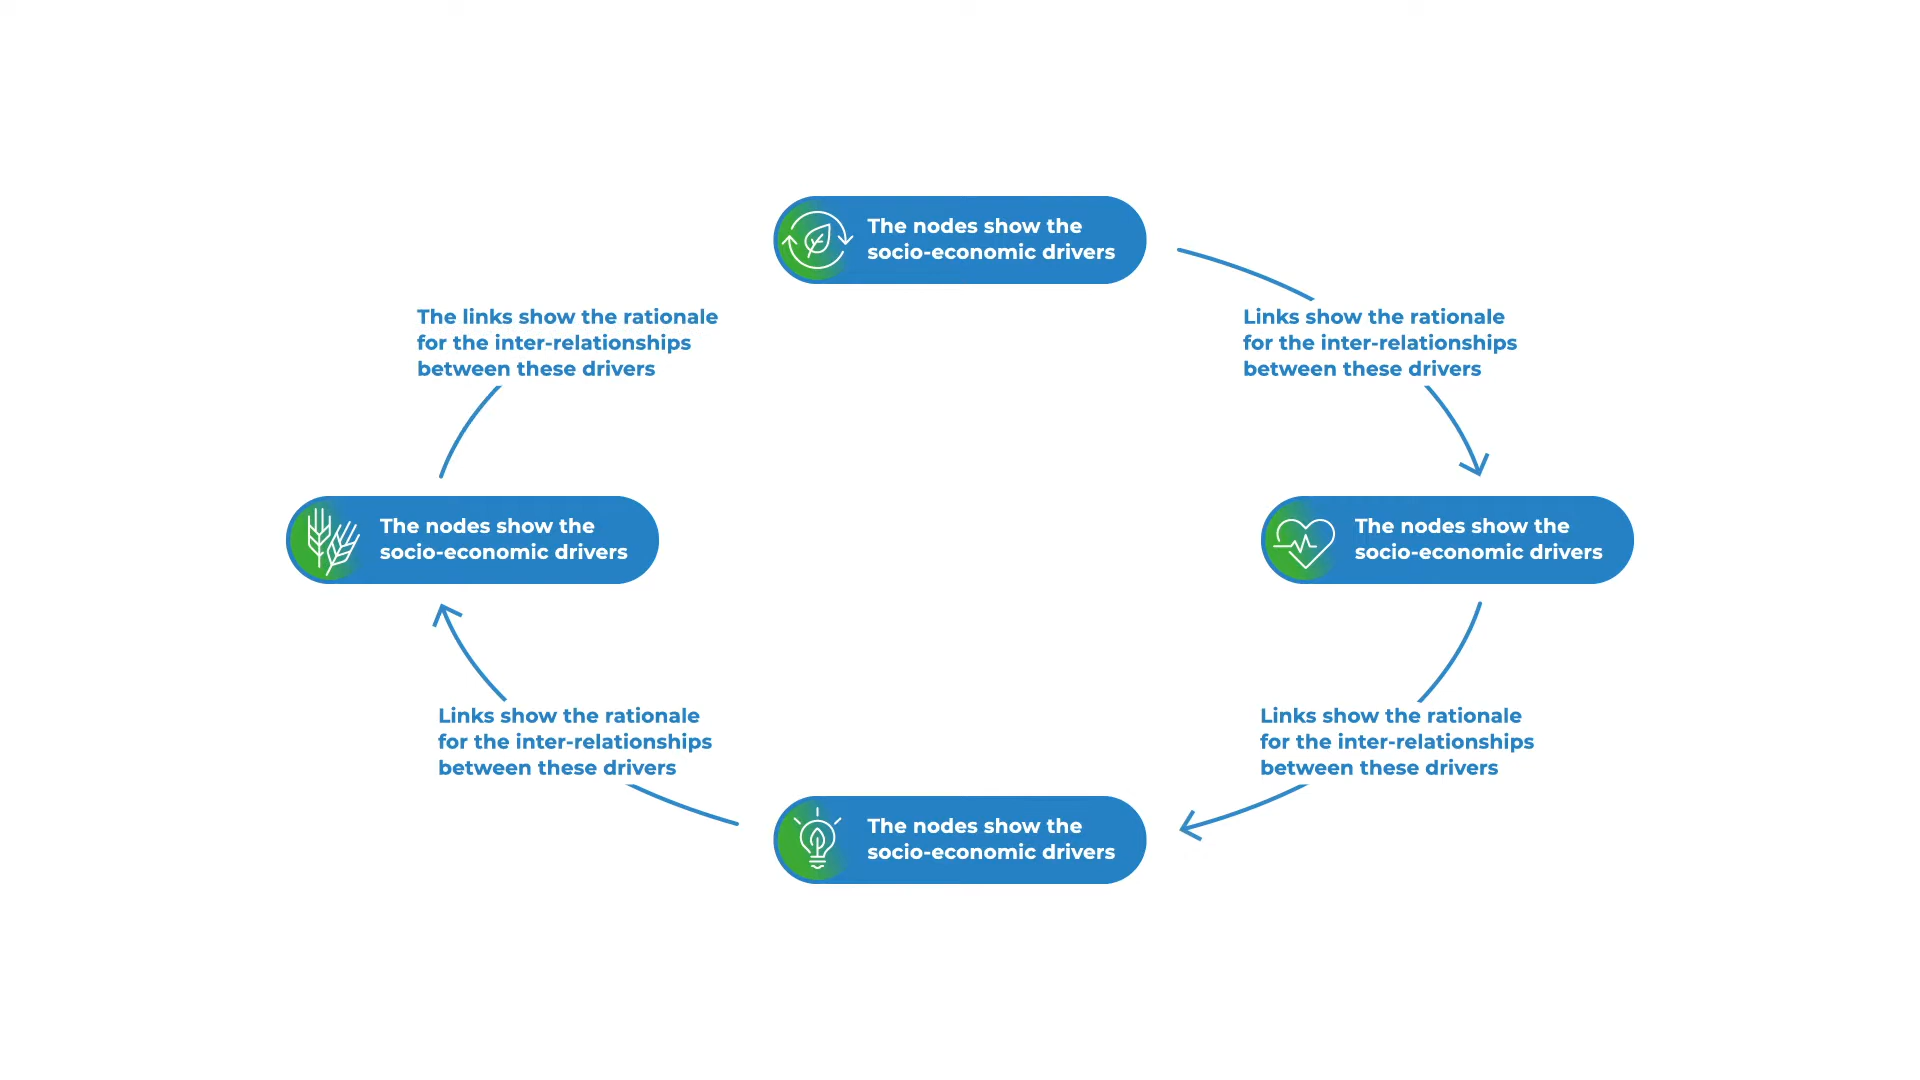 The nodes show the
socio-economic drivers
The links show the rationale
for the inter-relationships
between these drivers
Links show the rationale
for the inter-relationships
between these drivers
The nodes show the
socio-economic drivers
The nodes show the
socio-economic drivers
Links show the rationale
for the inter-relationships
between these drivers
Links show the rationale
for the inter-relationships
between these drivers
The nodes show the
socio-economic drivers